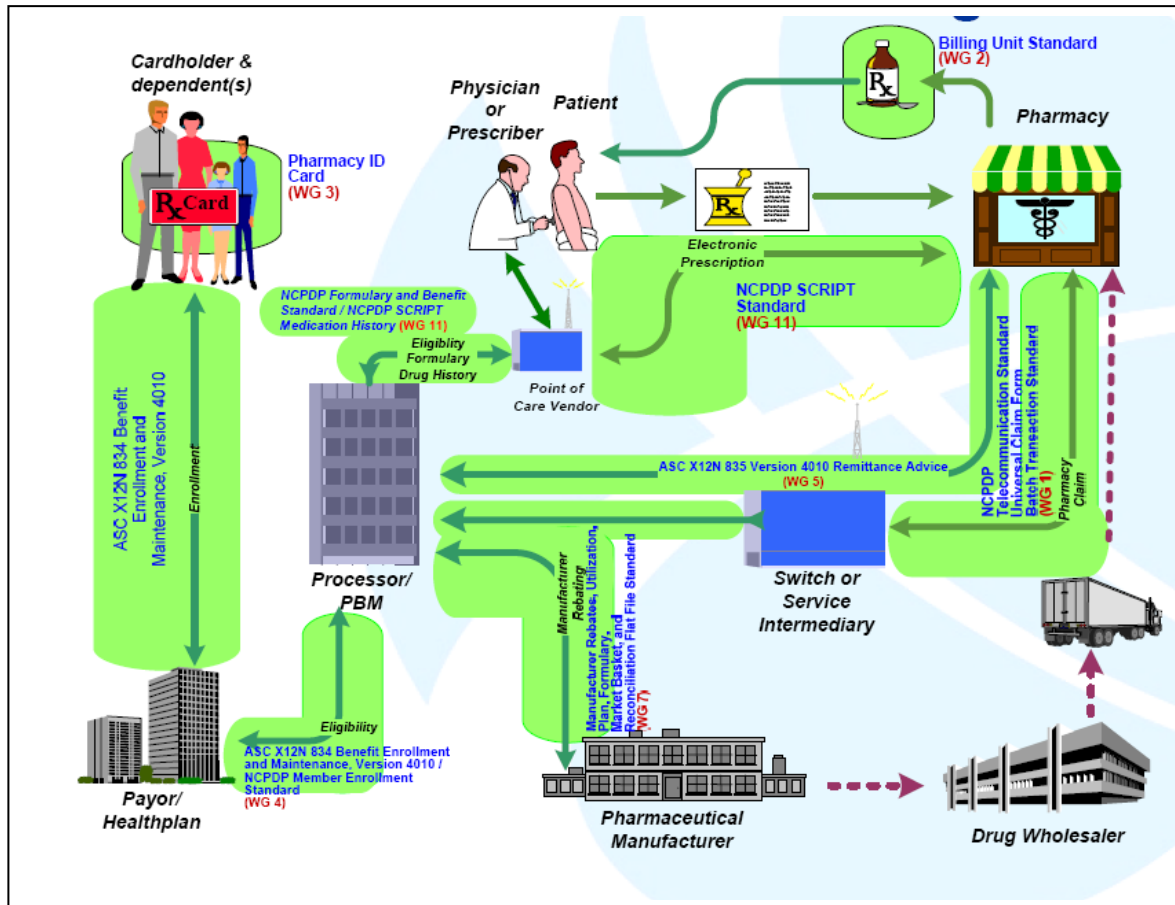 Cardholder &
dependent(s)
Pharmacy ID
Card
(WG 3)
Rx Card
Physician
or
Prescriber
Patient
Billing Unit Standard
(WG 2)
Rx
Pharmacy
Rx
Electronic
Prescription
NCPDP SCRIPT
Standard
(WG 11)
NCPDP Formulary and Benefit
Standard / NCPDP SCRIPT
Medication History (WG 11)
Eligiblity
Formulary
Drug History
Point of
Care Vendor
ASC X12N 834 Benefit
Enrollment and
Maintenance, Version 4010
Enrollment
ASC X12N 835 Version 4010 Remittance Advice
(WG 5)
NCPDP
Telecommunication Standard
Universal Claim Form
Batch Transaction Standard
(WG 1)
Pharmacy
Claim
Processor/
PBM
Switch or
Service
Intermediary
Manufacturer
Rebating
Manufacturer Rebates, Utilization,
Plan, Formulary,
Market Basket, and
Reconciliation Flat File Standard
(WG 7)
Eligibility
ASC X12N 834 Benefit Enrollment
and Maintenance, Version 4010 /
NCPDP Member Enrollment
Standard
(WG 4)
Payor/
Healthplan
Pharmaceutical
Manufacturer
Drug Wholesaler